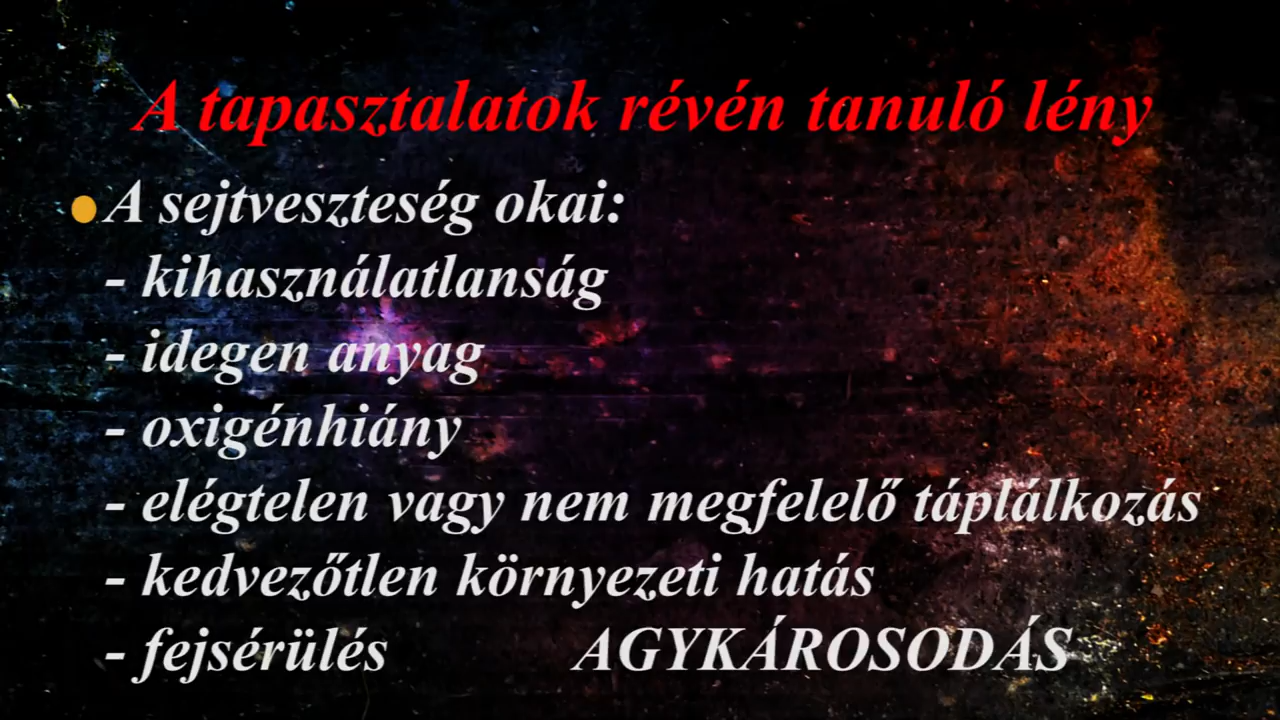 A tapasztalatok révén tanuló lény
A sejtveszteség okai:
- kihasználatlanság
- idegen anyag
- oxigénhiány
- elégtelen vagy nem megfelelő táplálkozás
- kedvezőtlen környezeti hatás
- fejsérülés AGYKÁROSODÁS